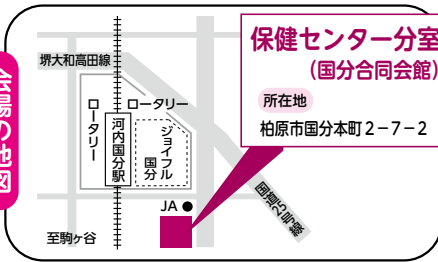 会場の地図
保健センター分室
(国分合同会館)
所在地
柏原市国分本町2-7-2
堺大和高田線
ロータリー
ロータリー
河内国分駅
ジョイフル
国分
国道25号線
JA
至駒ヶ谷